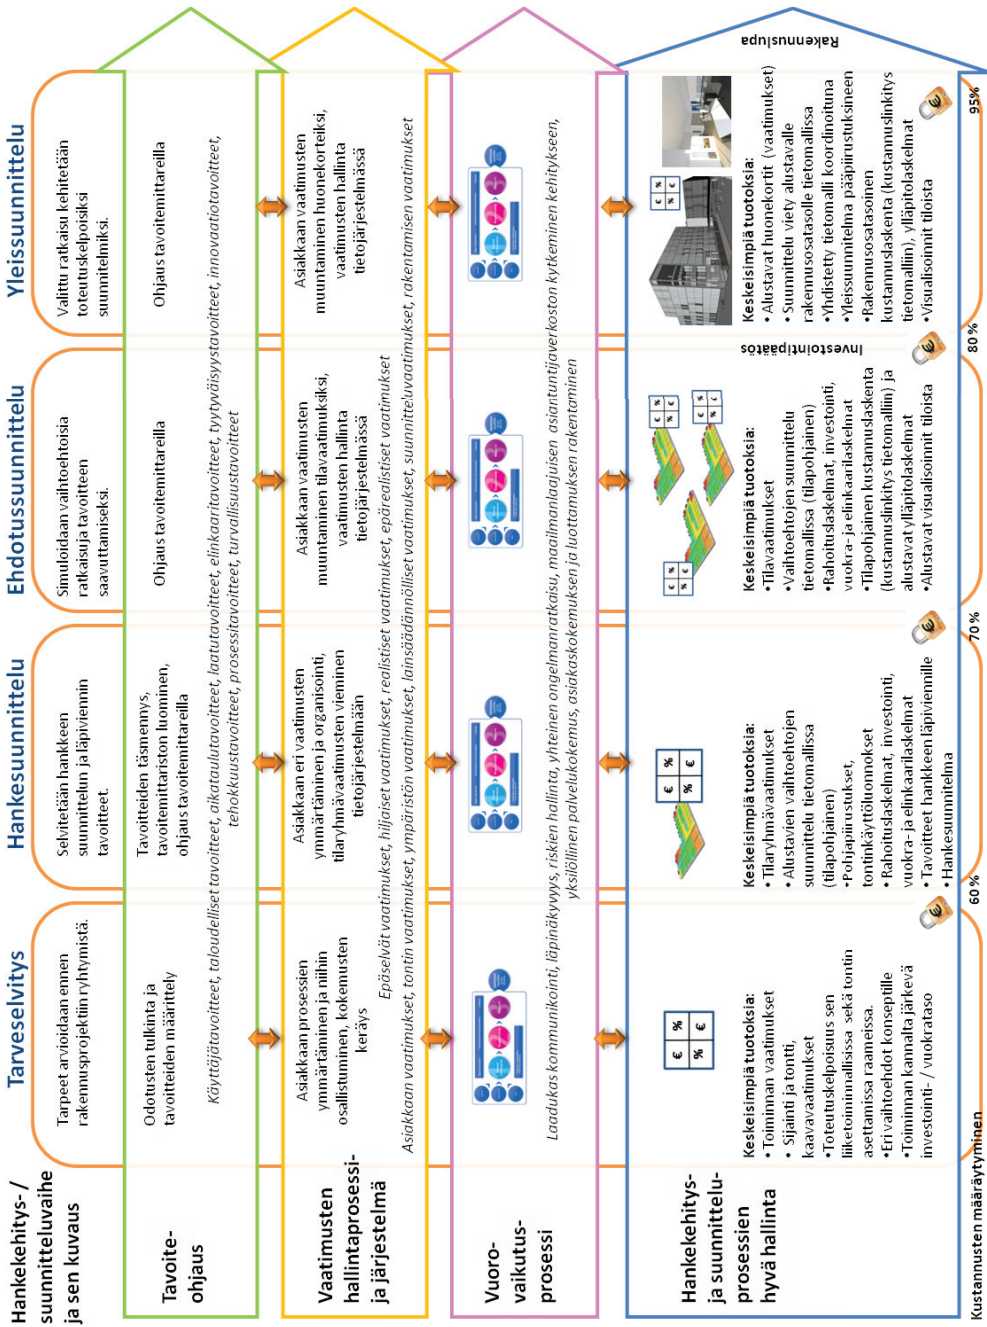 Hankekehitys- /
suunnitteluvaihe
ja sen kuvaus
Tarveselvitys
Tarpeet arvioidaan ennen
rakennusprojektiin ryhtymistä.
Hankesuunnittelu
Selvitetään hankkeen
suunnittelun ja läpiviennin
tavoitteet.
Ehdotussunnittelu
Simuloidaan vaihtoehtoisia
ratkaisuja tavoitteen
saavuttamiseksi.
Yleissunnittelu
Valittu ratkaisu kehitetään
toteutuskelpoisiksi
suunnitelmiksi.
Tavoite-
ohjaus
Odotusten tulkinta ja
tavoitteiden määrittely
Tavoitteiden täsmennys,
tavoitemittariston luominen,
ohjaus tavoitemittareilla
Ohjaus tavoitemittareilla
Ohjaus tavoitemittareilla
Käyttäjätavoitteet, taloudelliset tavoitteet, aikataulutavoitteet, laatutavoitteet, elinkaaritavoitteet, tyytyväisyystavoitteet, innovaatiotavoitteet,
tehokkuustavoitteet, prosessitavoitteet, turvallisuustavoitteet
Vaatimusten
hallintaprosessi
ja järjestelmä
Asiakkaan prosessien
ymmärtäminen ja niihin
osallistuminen, kokemusten
keräys
Asiakkaan eri vaatimusten
ymmärtäminen ja organisointi,
tilaryhmävaatimusten vieminen
tietojärjestelmään
Asiakkaan vaatimusten
muuntaminen tilavaatimuksiksi,
vaatimusten hallinta
tietojärjestelmässä
Asiakkaan vaatimusten
muuntaminen huonekorteiksi,
vaatimusten hallinta
tietojärjestelmässä
Epäselvät vaatimukset, hiljaiset vaatimukset, realistiset vaatimukset, epärealistiset vaatimukset
Asiakkaan vaatimukset, tontin vaatimukset, ympäristön vaatimukset, lainsäädännölliset vaatimukset, suunnitteluvaatimukset, rakentamisen vaatimukset
Vuoro-
vaikutus-
prosessi
Laadukas kommunikointi, läpinäkyvyys, riskien hallinta, yhteinen ongelmanratkaisu, maailmanlaajuisen asiantuntijaverkoston kytkeminen kehitykseen,
yksilöllinen palvelukokemus, asiakaskokemuksen ja luottamuksen rakentaminen
Hankekehitys-
ja suunnittelu-
prosessien
hyvä hallinta
€ %
% €
Keskeisimpiä tuotoksia:
• Toiminnan vaatimukset
• Sijainti ja tontti,
kaavavaatimukset
•Toteutuskelpoisuus sen
liiketoiminnallisissa sekä tontin
asettamissa raameissa.
•Eri vaihtoehdot konseptille
•Toiminnan kannalta järkevä
investointi- / vuokrataso
€ %
% €
Keskeisimpiä tuotoksia:
• Tilaryhmävaatimukset
• Alustavien vaihtoehtojen
suunnittelu tietomallissa
(tilapohjainen)
•Pohjapiirustukset,
tontinkäyttöluonnokset
• Rahoituslaskelmat, investointi,
vuokra- ja elinkaarilaskelmat
• Tavoitteet hankkeen läpiviennille
• Hankesuunnitelma
€ %
% €
€ %
% €
€ %
% €
Keskeisimpiä tuotoksia:
•Tilavaatimukset
•Vaihtoehtojen suunnittelu
tietomallissa (tilapohjainen)
•Rahoituslaskelmat, investointi,
vuokra- ja elinkaarilaskelmat
•Tilapohjainen kustannuslaskenta
(kustannuslinkitys tietomalliin) ja
alustavat ylläpitolaskelmat
•Alustavat visualisoinnit tiloista
Investointipäätös
€ %
% €
Keskeisimpiä tuotoksia:
• Alustavat huonekortit (vaatimukset)
• Suunnittelu viety alustavalle
rakennusosatasolle tietomallissa
•Yhdistetty tietomalli koordinoituna
•Yleissuunnitelma pääpiirustuksineen
•Rakennusosatasoinen
kustannuslaskenta (kustannuslinkitys
tietomalliin), ylläpitolaskelmat
•Visualisoinnit tiloista
Rakennuslupa
Kustannusten määräytyminen
€
60 %
€
70 %
€
80 %
€
95%